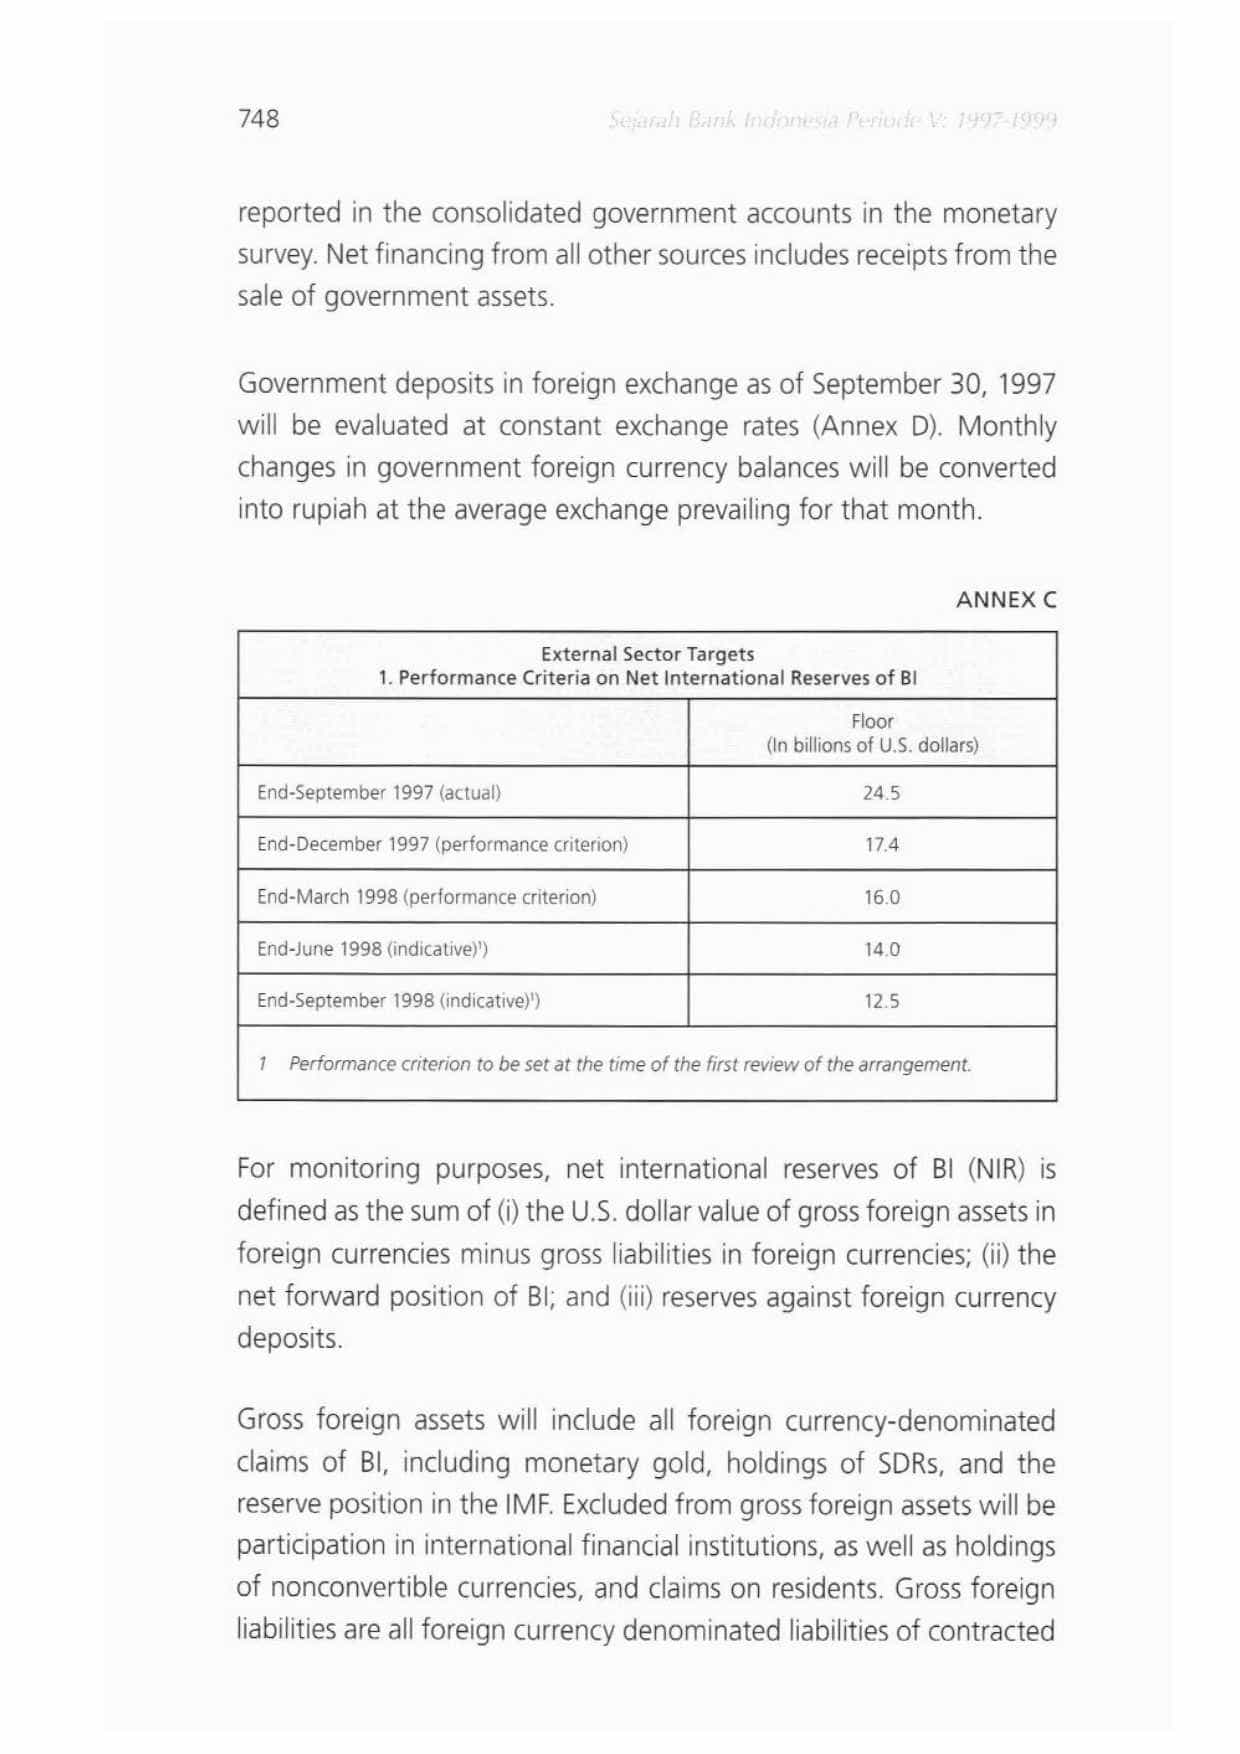 748
Sejarah Bank Indonesia Periode V: 1997-1999
reported in the consolidated government accounts in the monetary
survey. Net financing from all other sources includes receipts from the
sale of government assets.
Government deposits in foreign exchange as of September 30, 1997
will be evaluated at constant exchange rates (Annex D). Monthly
changes in government foreign currency balances will be converted
into rupiah at the average exchange prevailing for that month.
ANNEX C
External Sector Targets
1. Performance Criteria on Net International Reserves of BI
Floor
(In billions of U.S. dollars)
End-September 1997 (actual) 24.5
End-December 1997 (performance criterion) 17.4
End-March 1998 (performance criterion) 16.0
End-June 1998 (indicative)¹) 14.0
End-September 1998 (indicative)¹) 12.5
1 Performance criterion to be set at the time of the first review of the arrangement.
For monitoring purposes, net international reserves of BI (NIR) is
defined as the sum of (i) the U.S. dollar value of gross foreign assets in
foreign currencies minus gross liabilities in foreign currencies; (ii) the
net forward position of BI; and (iii) reserves against foreign currency
deposits.
Gross foreign assets will include all foreign currency-denominated
claims of BI, including monetary gold, holdings of SDRs, and the
reserve position in the IMF. Excluded from gross foreign assets will be
participation in international financial institutions, as well as holdings
of nonconvertible currencies, and claims on residents. Gross foreign
liabilities are all foreign currency denominated liabilities of contracted